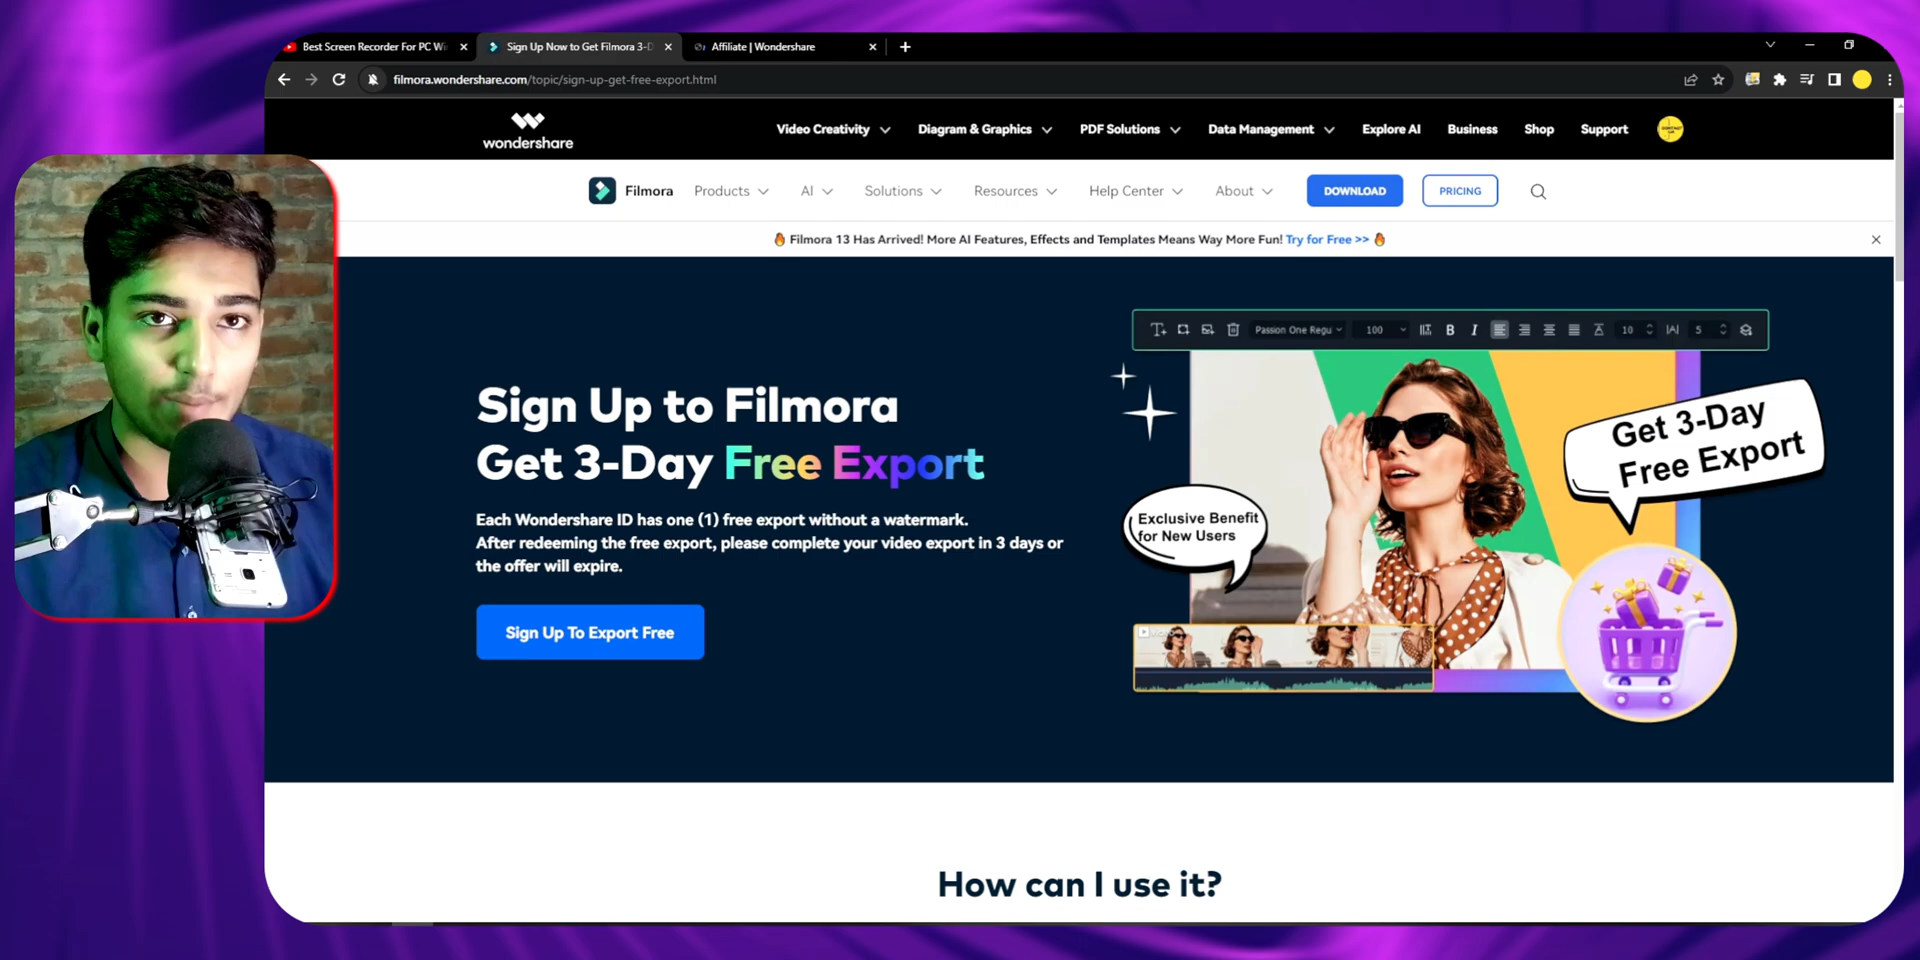 Best Screen Recorder For PC Wi
Sign Up Now to Get Filmora 3-D
Affiliate | Wondershare
filmora.wondershare.com/topic/sign-up-get-free-export.html
wondershare
Video Creativity
Diagram & Graphics
PDF Solutions
Data Management
Explore AI
Business
Shop
Support
Filmora
Products
AI
Solutions
Resources
Help Center
About
DOWNLOAD
PRICING
Filmora 13 Has Arrived! More AI Features, Effects and Templates Means Way More Fun! Try for Free >>
Passion One Regu
100
B
I
10
5
Sign Up to Filmora
Get 3-Day Free Export
Each Wondershare ID has one (1) free export without a watermark.
After redeeming the free export, please complete your video export in 3 days or
the offer will expire.
Sign Up To Export Free
Get 3-Day
Free Export
Exclusive Benefit
for New Users
How can I use it?